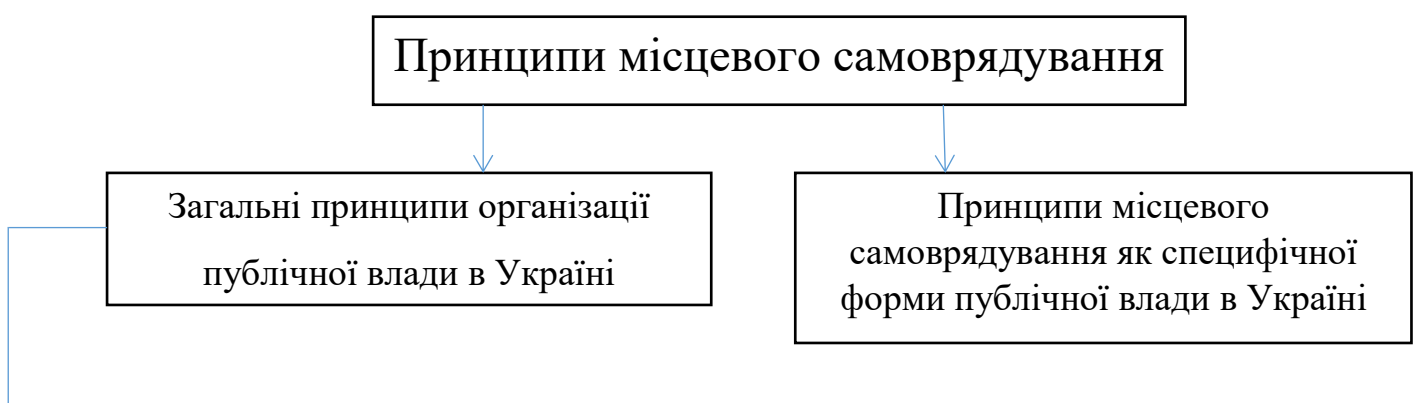 Принципи місцевого самоврядування
Загальні принципи організації
публічної влади в Україні
Принципи місцевого
самоврядування як специфічної
форми публічної влади в Україні